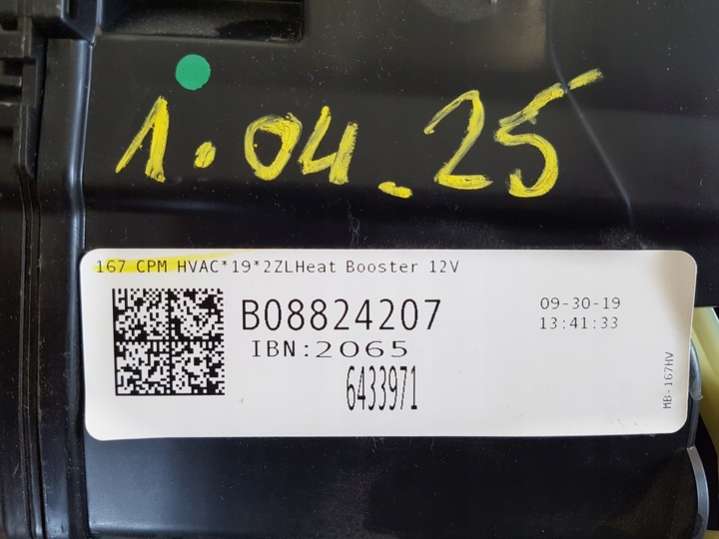 1.04.25
167 CPM HVAC*19*2ZLHeat Booster 12V
B08824207
IBN:2065
6433971
09-30-19
13:41:33
MB-167HV